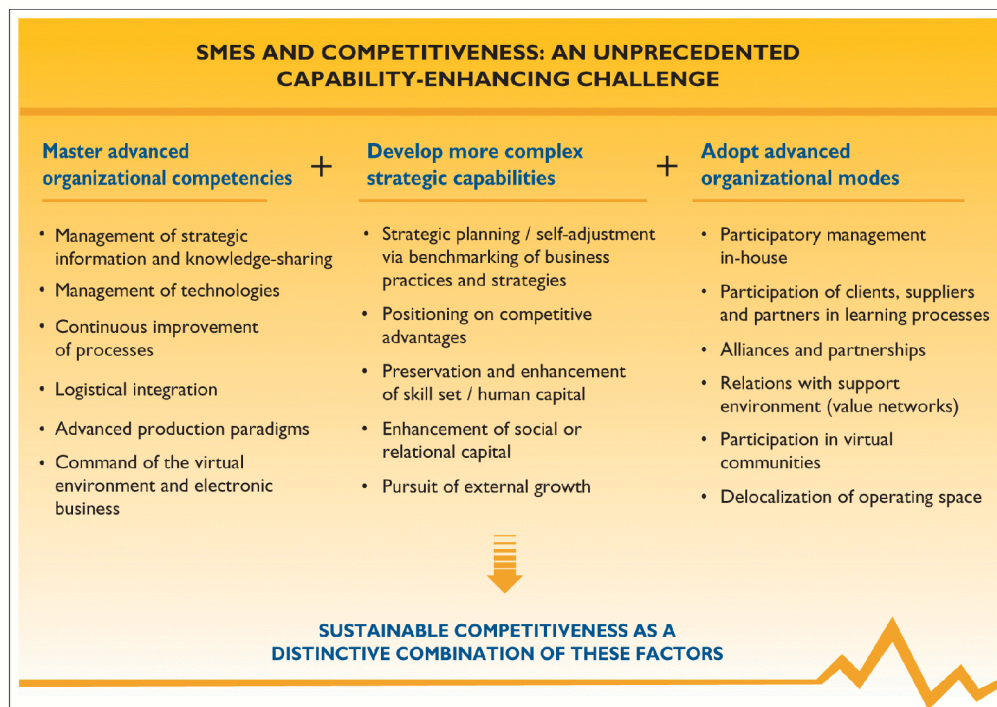 SMES AND COMPETITIVENESS: AN UNPRECEDENTED
CAPABILITY-ENHANCING CHALLENGE
Master advanced
organizational competencies
+
Develop more complex
strategic capabilities
+
Adopt advanced
organizational modes
• Management of strategic
information and knowledge-sharing
• Management of technologies
• Continuous improvement
of processes
• Logistical integration
• Advanced production paradigms
• Command of the virtual
environment and electronic
business
• Strategic planning / self-adjustment
via benchmarking of business
practices and strategies
• Positioning on competitive
advantages
• Preservation and enhancement
of skill set / human capital
• Enhancement of social or
relational capital
• Pursuit of external growth
• Participatory management
in-house
• Participation of clients, suppliers
and partners in learning processes
• Alliances and partnerships
• Relations with support
environment (value networks)
• Participation in virtual
communities
• Delocalization of operating space
SUSTAINABLE COMPETITIVENESS AS A
DISTINCTIVE COMBINATION OF THESE FACTORS